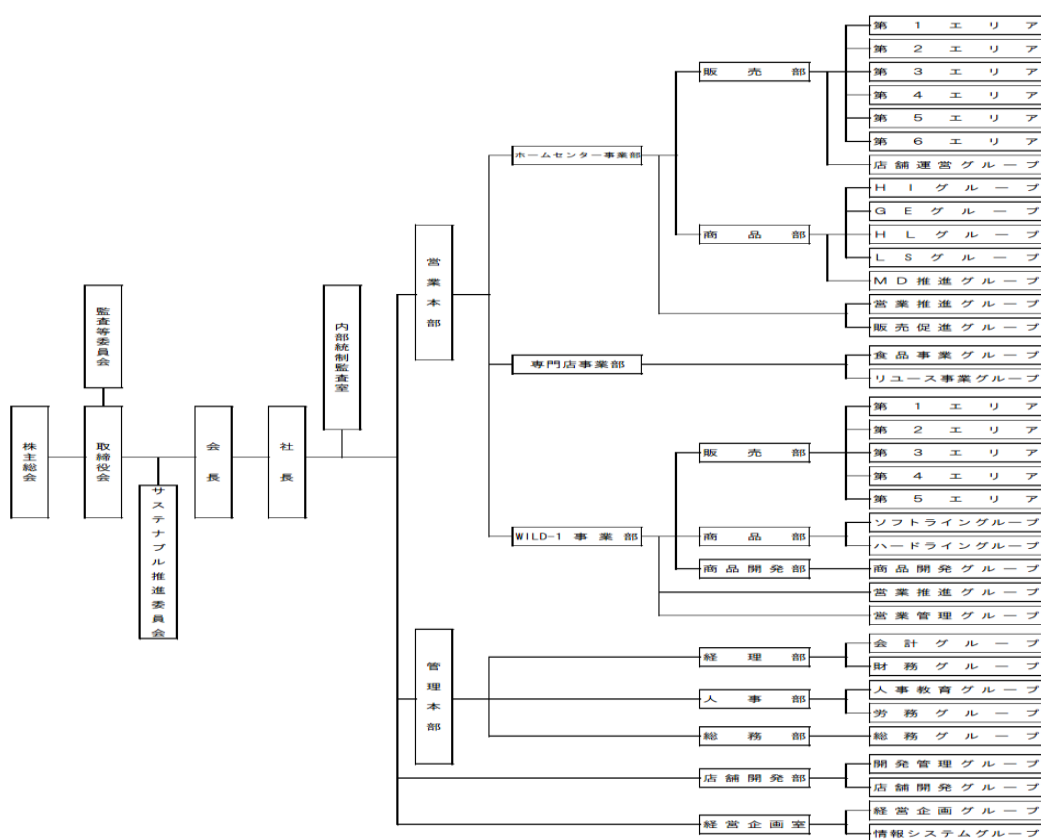 株主総会
監査等委員会
取締役会
サステナブル推進委員会
会長
社長
内部統制監査室
営業本部
ホームセンター事業部
販売部
第1エリア
第2エリア
第3エリア
第4エリア
第5エリア
第6エリア
店舗運営グループ
商品部
HIグループ
GEグループ
HLグループ
LSグループ
MD推進グループ
営業推進グループ
販売促進グループ
専門店事業部
食品事業グループ
リユース事業グループ
WILD-1事業部
販売部
第1エリア
第2エリア
第3エリア
第4エリア
第5エリア
商品部
ソフトライングループ
ハードライングループ
商品開発部
商品開発グループ
営業推進グループ
営業管理グループ
管理本部
経理部
会計グループ
財務グループ
人事部
人事教育グループ
労務グループ
総務部
総務グループ
店舗開発部
開発管理グループ
店舗開発グループ
経営企画室
経営企画グループ
情報システムグループ